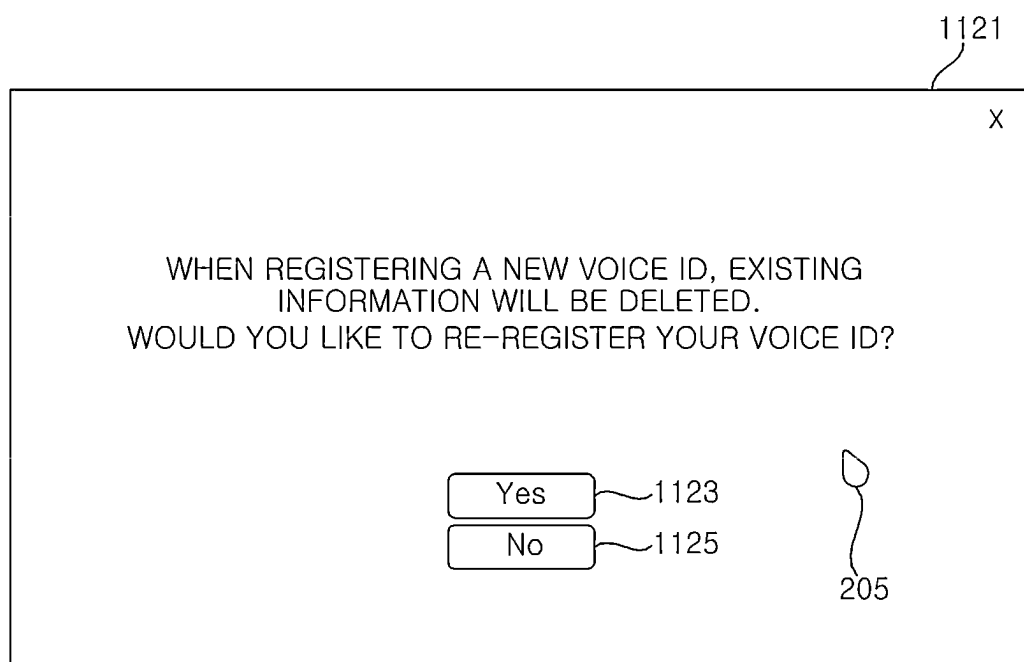 1121
X
WHEN REGISTERING A NEW VOICE ID, EXISTING
INFORMATION WILL BE DELETED.
WOULD YOU LIKE TO RE-REGISTER YOUR VOICE ID?
Yes 1123
No 1125
205